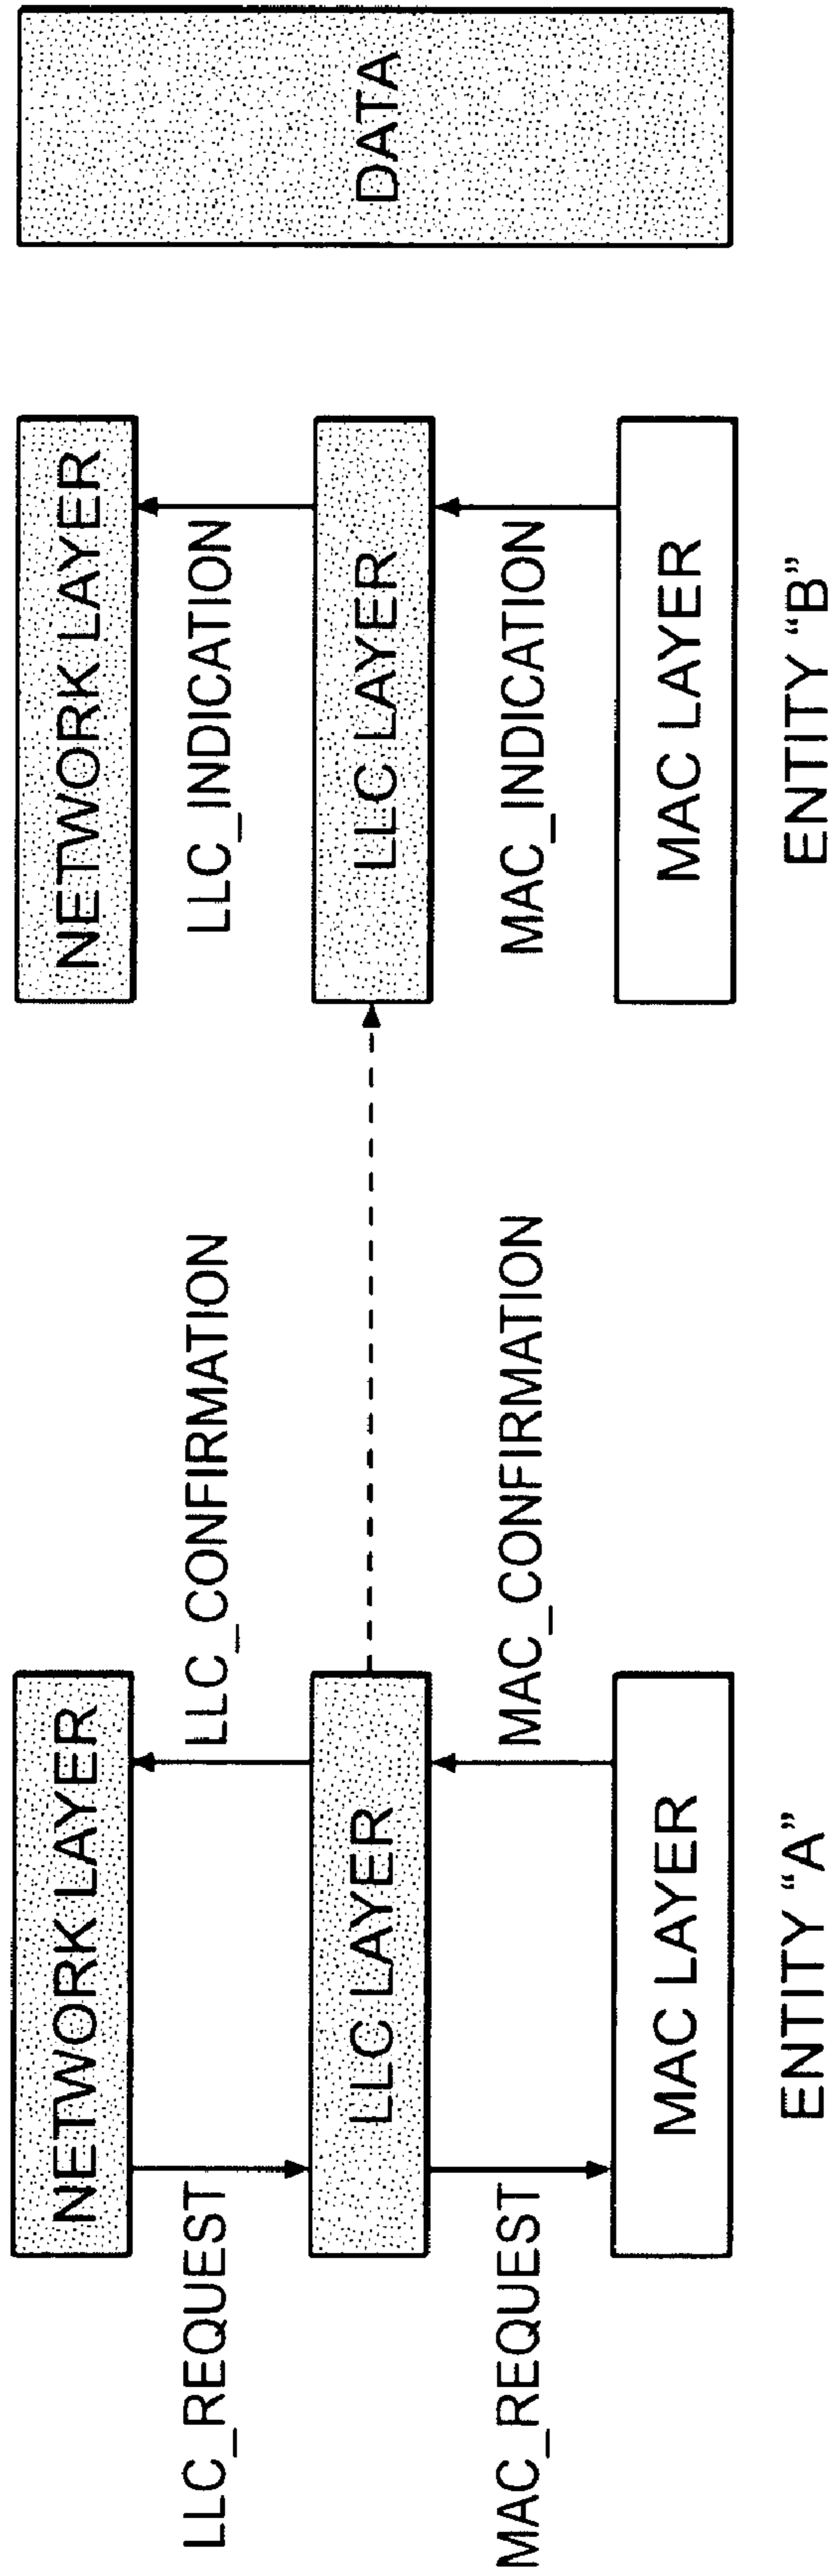 NETWORK LAYER
LLC_REQUEST
LLC_CONFIRMATION
LLC LAYER
MAC_REQUEST
MAC_CONFIRMATION
MAC LAYER
ENTITY "A"
NETWORK LAYER
LLC_INDICATION
LLC LAYER
MAC_INDICATION
MAC LAYER
ENTITY "B"
DATA